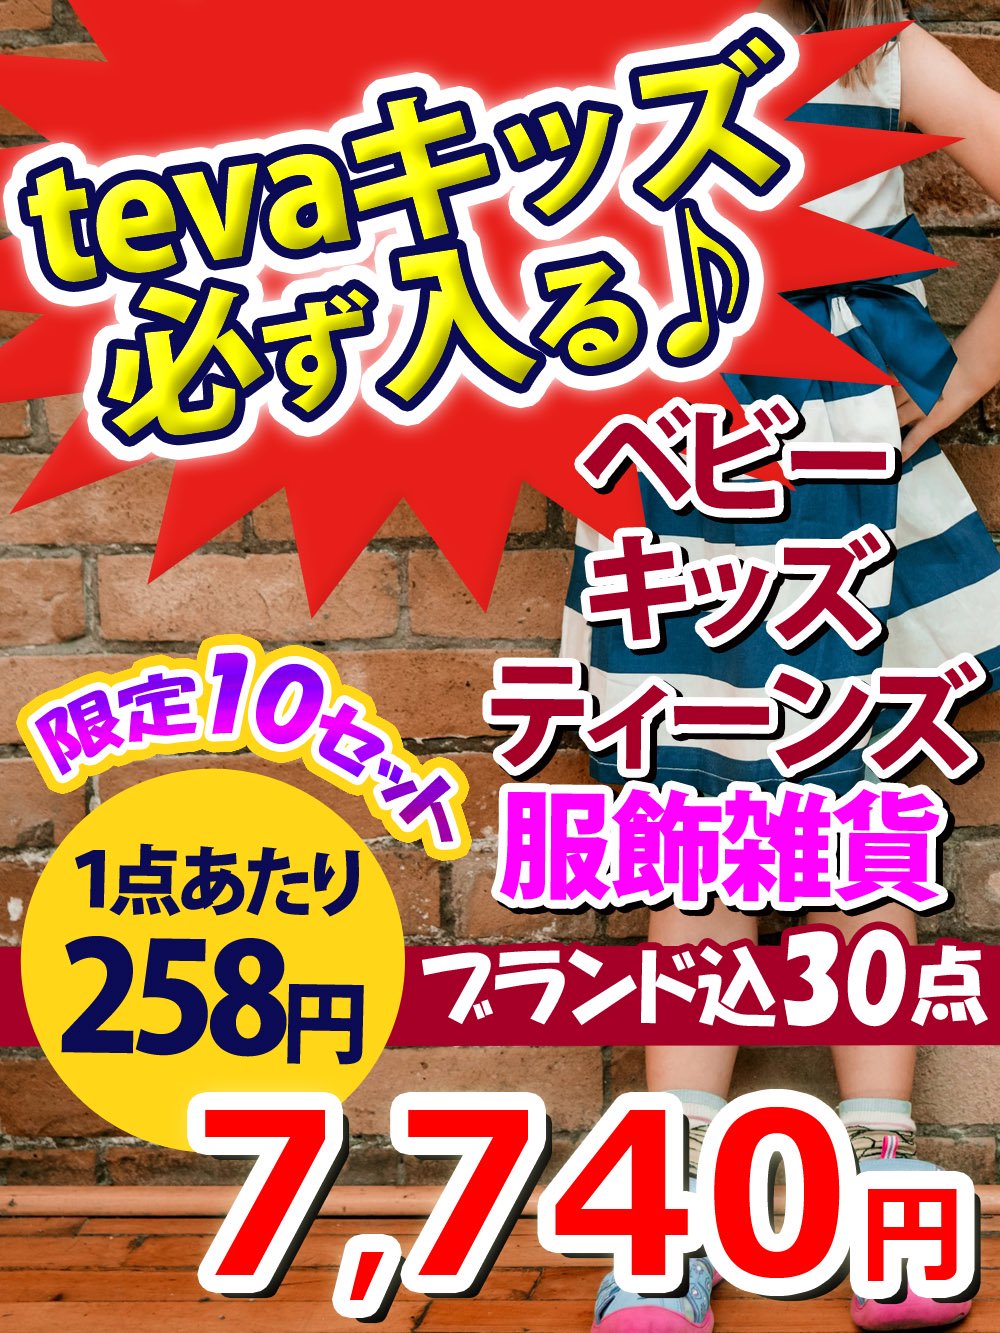 tevaキッズ
必ず入る♪
ベビー
キッズ
ティーンズ
服飾雑貨
限定10セット
1点あたり
258円
ブランド込30点
7,740円